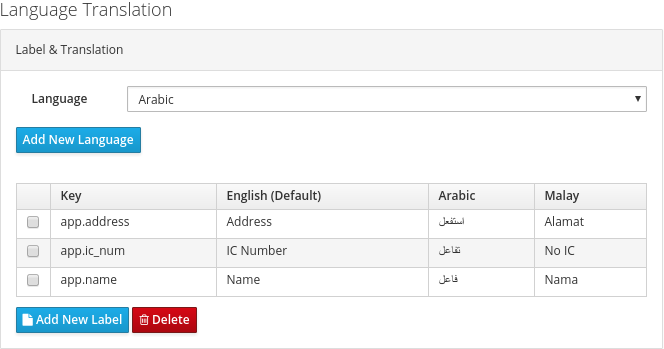 Language Translation
Label & Translation
Language Arabic
Add New Language
Key English (Default) Arabic Malay
app.address Address استفعل Alamat
app.ic_num IC Number تفاعل No IC
app.name Name فاعل Nama
Add New Label Delete